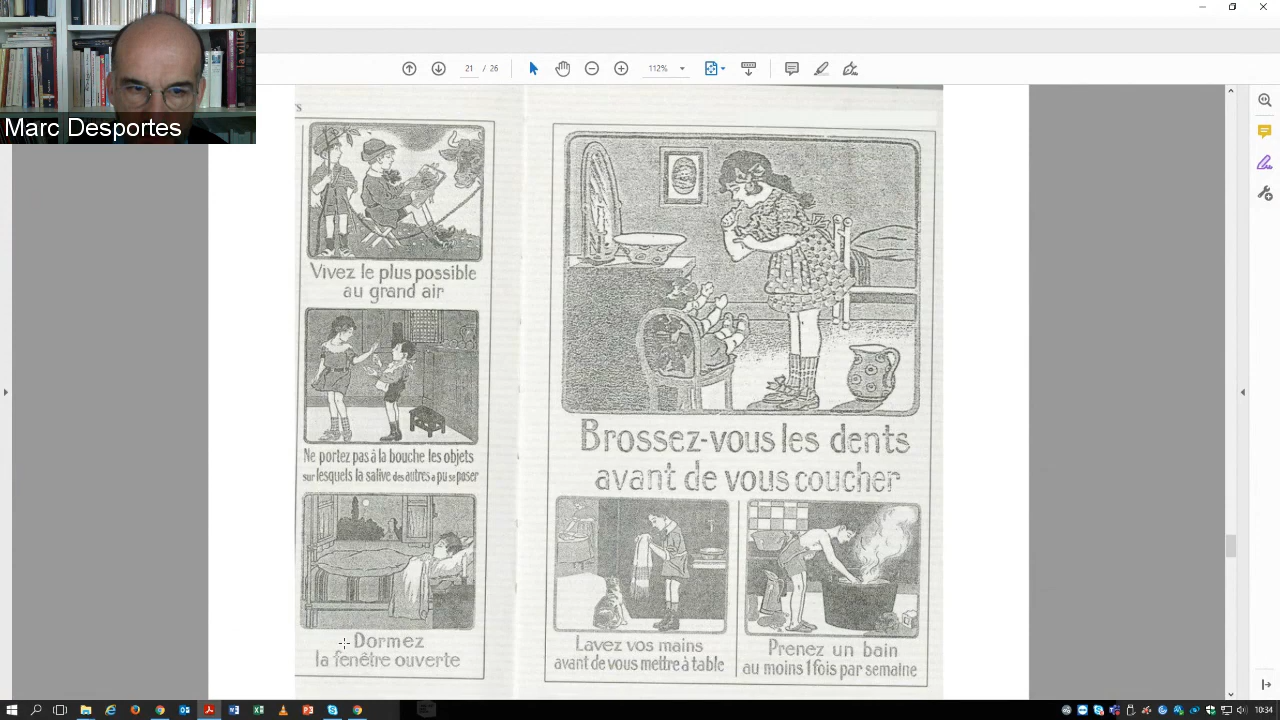 Marc Desportes
21 / 26
112%
rs
Vivez le plus possible
au grand air
Ne portez pas à la bouche les objets
sur lesquels la salive des autres a pu se poser
Dormez
la fenêtre ouverte
Brossez-vous les dents
avant de vous coucher
Lavez vos mains
avant de vous mettre à table
Prenez un bain
au moins 1 fois par semaine
10:34